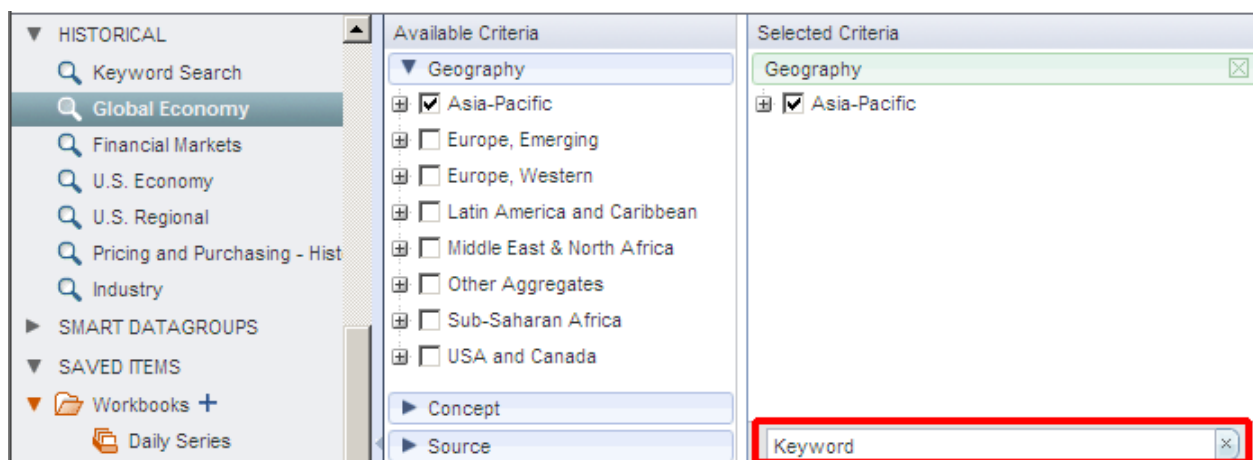 HISTORICAL
Keyword Search
Global Economy
Financial Markets
U.S. Economy
U.S. Regional
Pricing and Purchasing - Hist
Industry
SMART DATAGROUPS
SAVED ITEMS
Workbooks +
Daily Series
Available Criteria
Geography
Asia-Pacific
Europe, Emerging
Europe, Western
Latin America and Caribbean
Middle East & North Africa
Other Aggregates
Sub-Saharan Africa
USA and Canada
Concept
Source
Selected Criteria
Geography
Asia-Pacific
Keyword